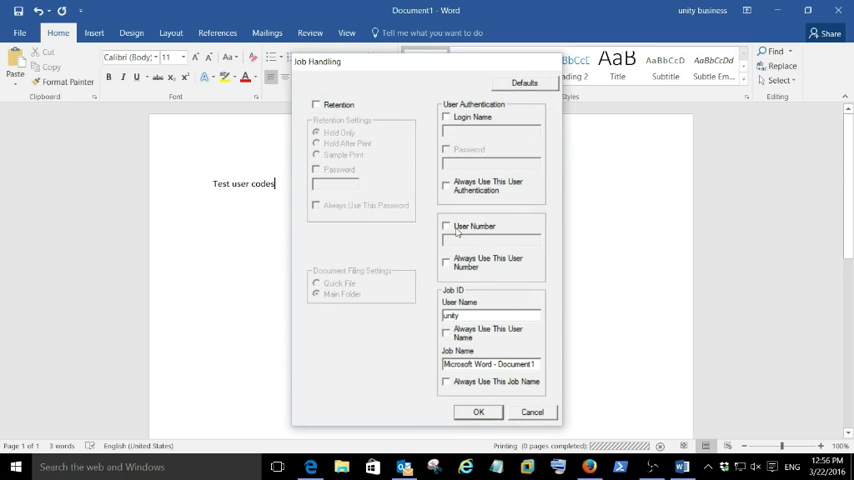 Document1 - Word
unity business
File
Home
Insert
Design
Layout
References
Mailings
Review
View
Tell me what you want to do
Share
Paste
Cut
Copy
Format Painter
Clipboard
Calibri (Body)
11
Font
Heading 2
Title
Subtitle
Subtle Em...
Styles
Find
Replace
Select
Editing
Test user codes
Job Handling
Defaults
Retention
Retention Settings
Hold Only
Hold After Print
Sample Print
Password
Always Use This Password
Document Filing Settings
Quick File
Main Folder
User Authentication
Login Name
Password
Always Use This User
Authentication
User Number
Always Use This User
Number
Job ID
User Name
unity
Always Use This User
Name
Job Name
Microsoft Word - Document1
Always Use This Job Name
OK
Cancel
Page 1 of 1
3 words
English (United States)
Printing (0 pages completed):
100%
Search the web and Windows
ENG
12:56 PM
3/22/2016